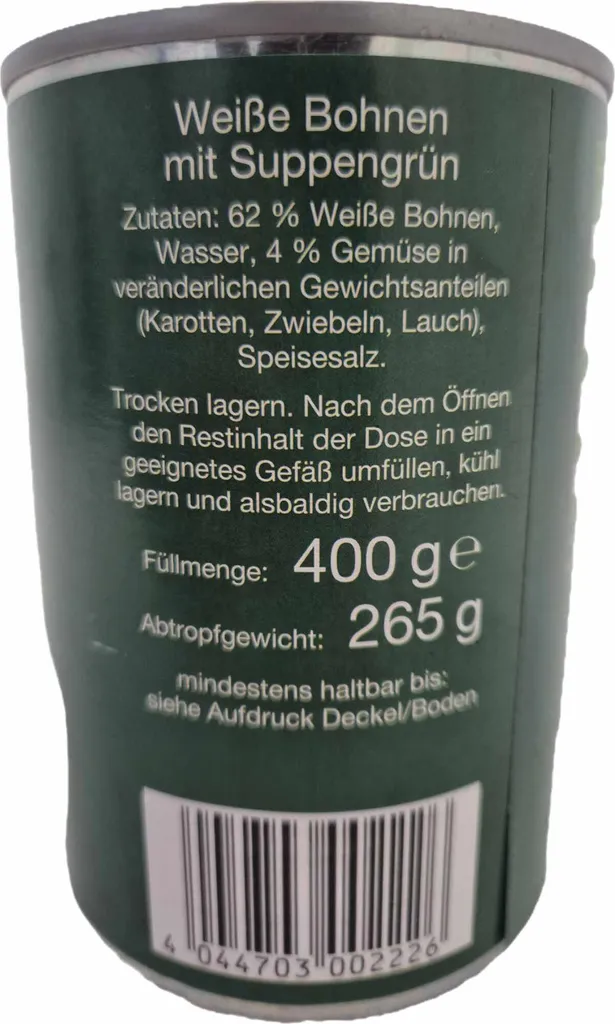 Weiße Bohnen
mit Suppengrün
Zutaten: 62 % Weiße Bohnen,
Wasser, 4 % Gemüse in
veränderlichen Gewichtsanteilen
(Karotten, Zwiebeln, Lauch),
Speisesalz.
Trocken lagern. Nach dem Öffnen
den Restinhalt der Dose in ein
geeignetes Gefäß umfüllen, kühl
lagern und alsbaldig verbrauchen.
Füllmenge: 400 g ℮
Abtropfgewicht: 265 g
mindestens haltbar bis:
siehe Aufdruck Deckel/Boden
4 044703 002226